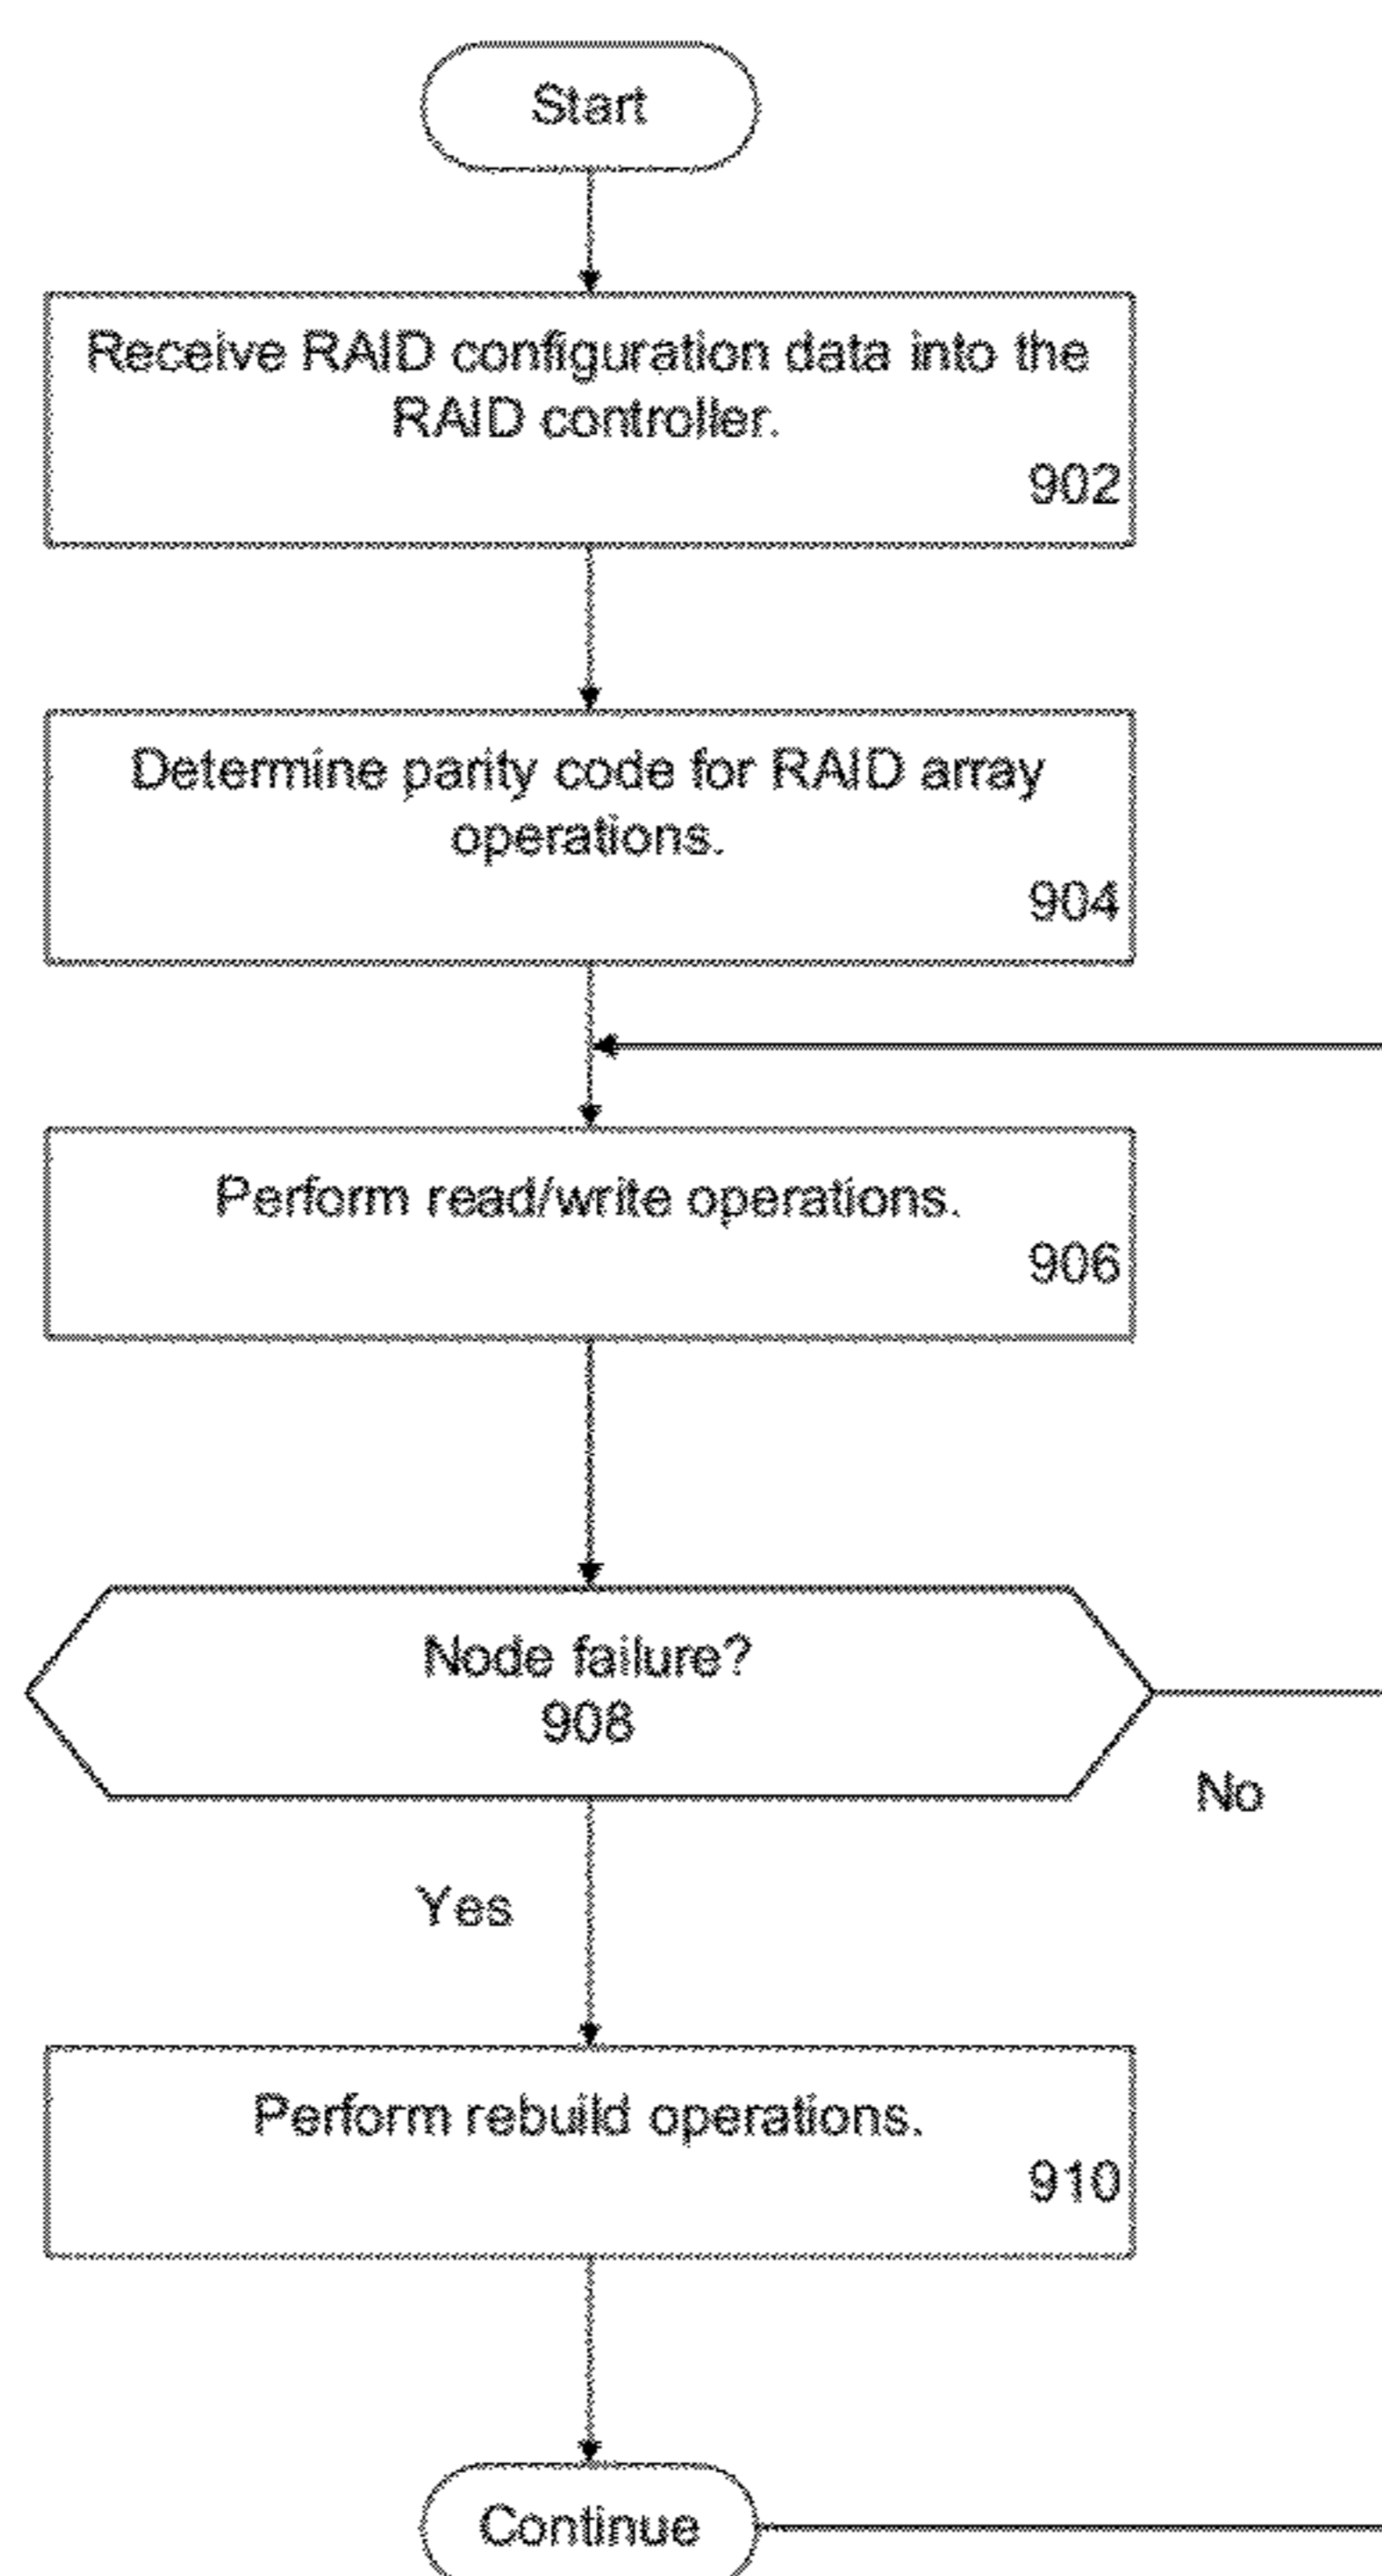 Start
Receive RAID configuration data into the
RAID controller.
902
Determine parity code for RAID array
operations.
904
Perform read/write operations.
906
Node failure?
908
No
Yes
Perform rebuild operations.
910
Continue